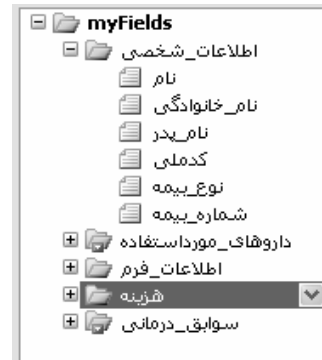 myFields
اطلاعات_شخصی
نام
نام_خانوادگی
نام_پدر
کدملی
نوع_بیمه
شماره_بیمه
داروهای_مورداستفاده
اطلاعات_فرم
هزینه
سوابق_درمانی